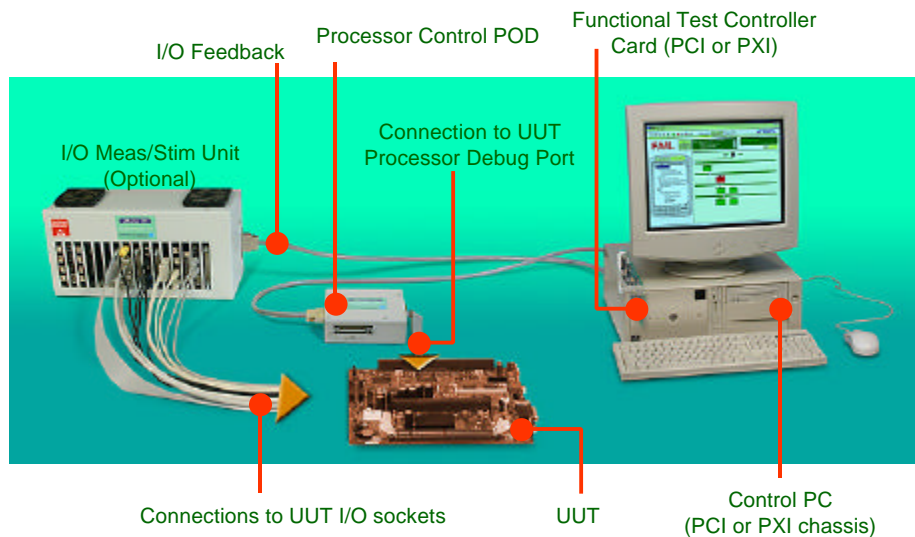 Functional Test Controller
Card (PCI or PXI)
Processor Control POD
I/O Feedback
Connection to UUT
Processor Debug Port
I/O Meas/Stim Unit
(Optional)
Connections to UUT I/O sockets
UUT
Control PC
(PCI or PXI chassis)